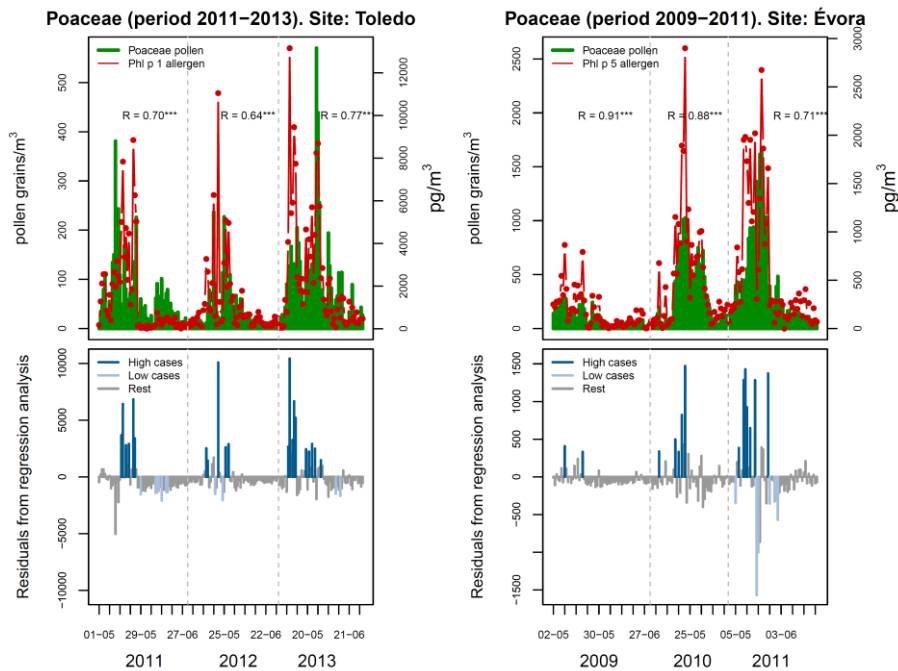 Poaceae (period 2011−2013). Site: Toledo
Poaceae pollen
Phl p 1 allergen
R = 0.70***
R = 0.64***
R = 0.77**
pollen grains/m3
0
100
200
300
400
500
pg/m3
0
2000
4000
6000
8000
10000
12000
High cases
Low cases
Rest
Residuals from regression analysis
−10000
−5000
0
5000
10000
01−05
29−05
27−06
25−05
22−06
20−05
21−06
2011
2012
2013
Poaceae (period 2009−2011). Site: Évora
Poaceae pollen
Phl p 5 allergen
R = 0.91***
R = 0.88***
R = 0.71***
pollen grains/m3
0
500
1000
1500
2000
2500
pg/m3
0
500
1000
1500
2000
2500
3000
High cases
Low cases
Rest
Residuals from regression analysis
−1500
−500
0
500
1000
1500
02−05
30−05
25−05
05−05
03−06
2009
2010
2011